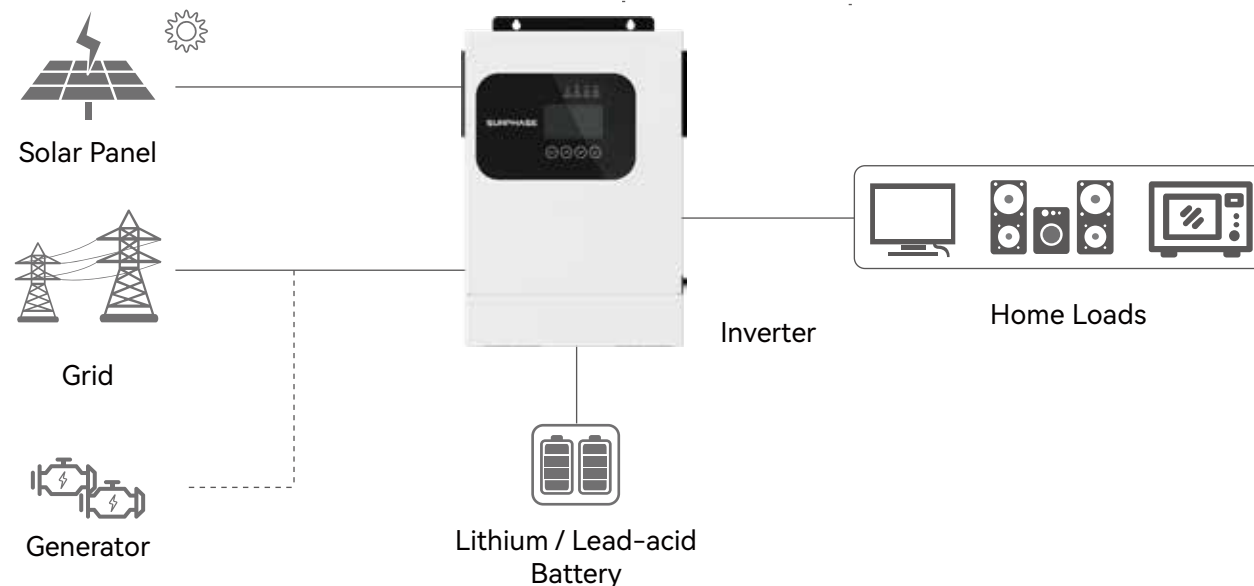 Solar Panel
SUNPHASE
Inverter
Home Loads
Grid
Generator
Lithium / Lead-acid
Battery